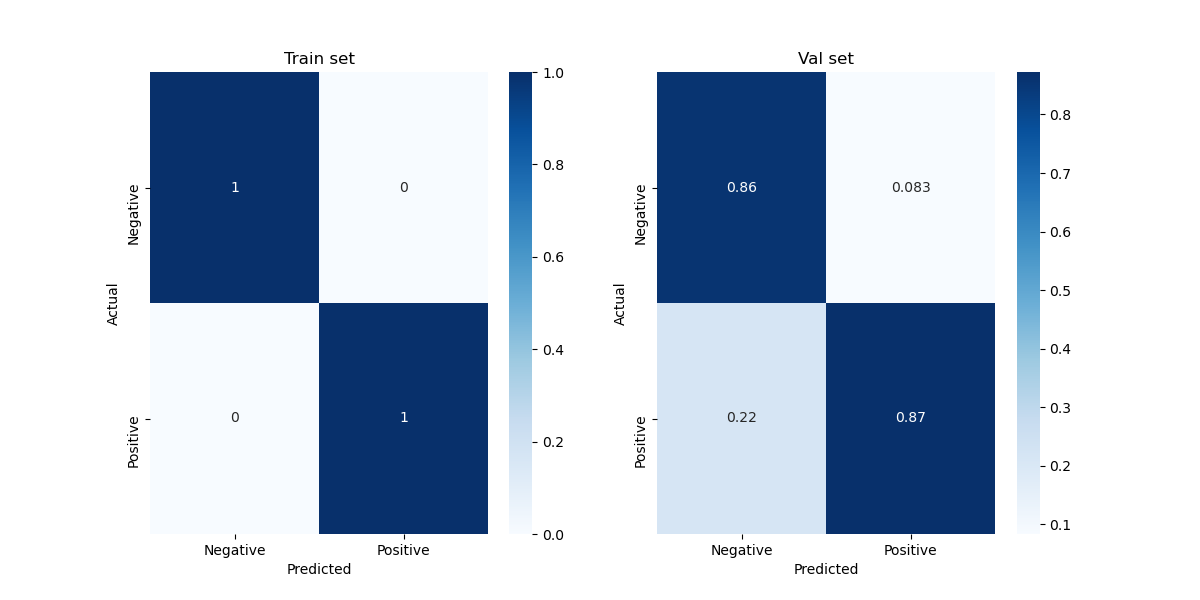 Train set
Negative
Positive
Actual
1
0
0
1
Negative
Positive
Predicted
1.0
0.8
0.6
0.4
0.2
0.0
Val set
Negative
Positive
Actual
0.86
0.083
0.22
0.87
Negative
Positive
Predicted
0.8
0.7
0.6
0.5
0.4
0.3
0.2
0.1